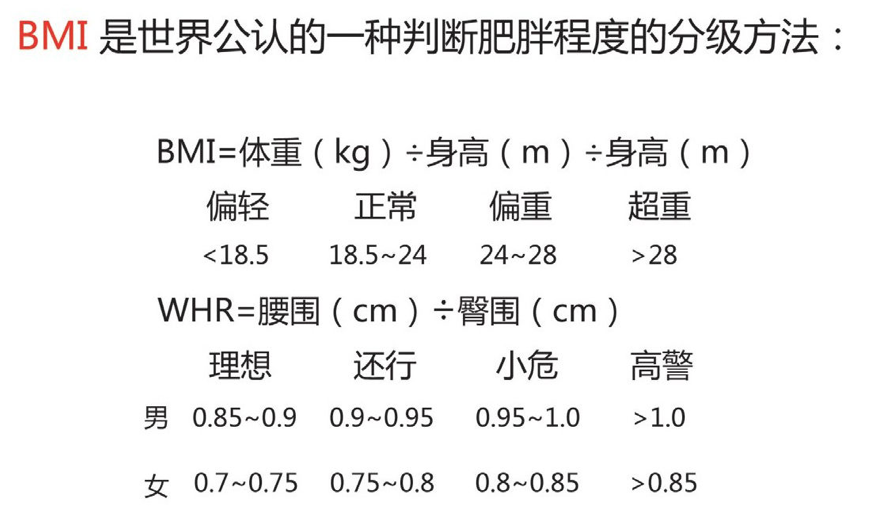 BMI 是世界公认的一种判断肥胖程度的分级方法：
BMI=体重（kg）÷身高（m）÷身高（m）
偏轻 正常 偏重 超重
<18.5 18.5~24 24~28 >28
WHR=腰围（cm）÷臀围（cm）
理想 还行 小危 高警
男 0.85~0.9 0.9~0.95 0.95~1.0 >1.0
女 0.7~0.75 0.75~0.8 0.8~0.85 >0.85